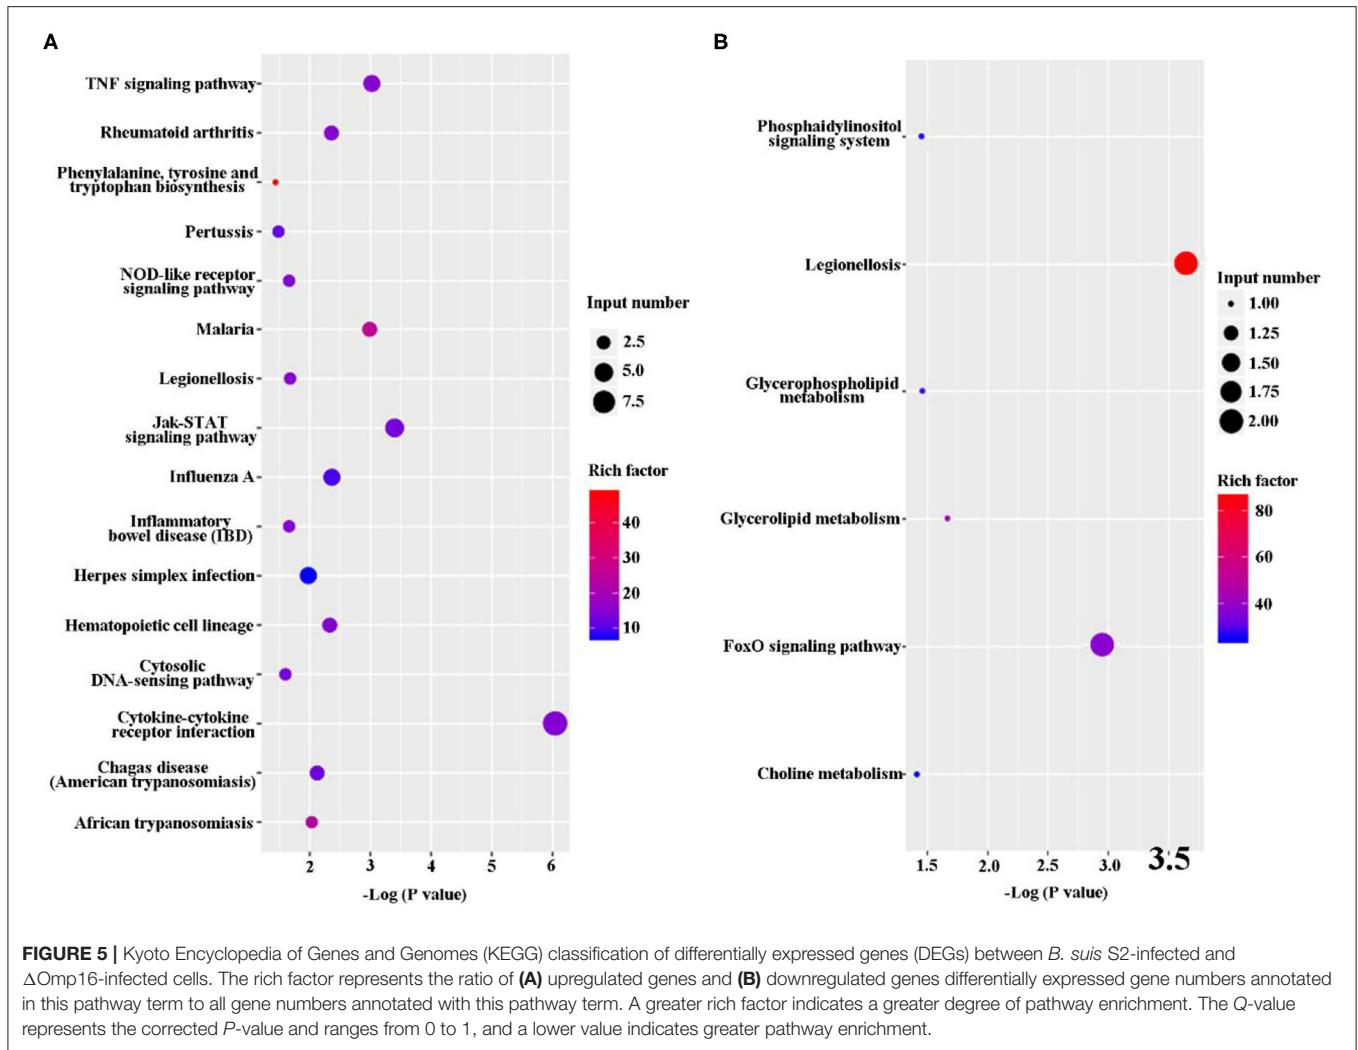 A
TNF signaling pathway
Rheumatoid arthritis
Phenylalanine, tyrosine and
tryptophan biosynthesis
Pertussis
NOD-like receptor
signaling pathway
Malaria
Legionellosis
Jak-STAT
signaling pathway
Influenza A
Inflammatory
bowel disease (IBD)
Herpes simplex infection
Hematopoietic cell lineage
Cytosolic
DNA-sensing pathway
Cytokine-cytokine
receptor interaction
Chagas disease
(American trypanosomiasis)
African trypanosomiasis
2 3 4 5 6
-Log (P value)
Input number
2.5
5.0
7.5
Rich factor
40
30
20
10
B
Phosphaidylinositol
signaling system
Legionellosis
Glycerophospholipid
metabolism
Glycerolipid metabolism
FoxO signaling pathway
Choline metabolism
1.5 2.0 2.5 3.0 3.5
-Log (P value)
Input number
1.00
1.25
1.50
1.75
2.00
Rich factor
80
60
40
FIGURE 5 | Kyoto Encyclopedia of Genes and Genomes (KEGG) classification of differentially expressed genes (DEGs) between B. suis S2-infected and
ΔOmp16-infected cells. The rich factor represents the ratio of (A) upregulated genes and (B) downregulated genes differentially expressed gene numbers annotated
in this pathway term to all gene numbers annotated with this pathway term. A greater rich factor indicates a greater degree of pathway enrichment. The Q-value
represents the corrected P-value and ranges from 0 to 1, and a lower value indicates greater pathway enrichment.